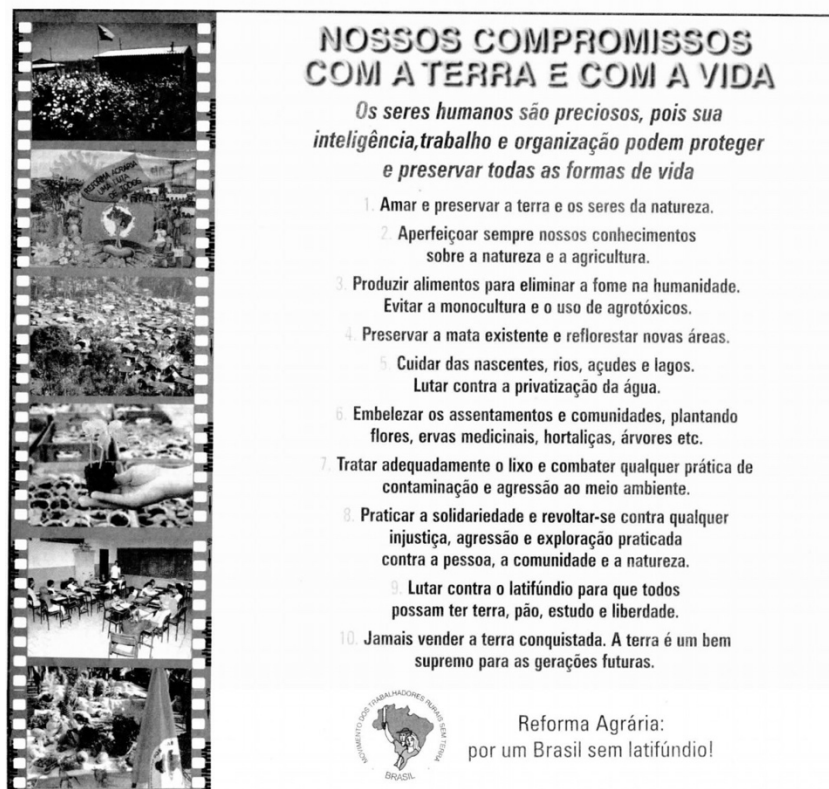 NOSSOS COMPROMISSOS
COM A TERRA E COM A VIDA
Os seres humanos são preciosos, pois sua
inteligência,trabalho e organização podem proteger
e preservar todas as formas de vida
1. Amar e preservar a terra e os seres da natureza.
2. Aperfeiçoar sempre nossos conhecimentos
sobre a natureza e a agricultura.
3. Produzir alimentos para eliminar a fome na humanidade.
Evitar a monocultura e o uso de agrotóxicos.
4. Preservar a mata existente e reflorestar novas áreas.
5. Cuidar das nascentes, rios, açudes e lagos.
Lutar contra a privatização da água.
6. Embelezar os assentamentos e comunidades, plantando
flores, ervas medicinais, hortaliças, árvores etc.
7. Tratar adequadamente o lixo e combater qualquer prática de
contaminação e agressão ao meio ambiente.
8. Praticar a solidariedade e revoltar-se contra qualquer
injustiça, agressão e exploração praticada
contra a pessoa, a comunidade e a natureza.
9. Lutar contra o latifúndio para que todos
possam ter terra, pão, estudo e liberdade.
10. Jamais vender a terra conquistada. A terra é um bem
supremo para as gerações futuras.
MOVIMENTO DOS TRABALHADORES RURAIS SEM TERRA
BRASIL
Reforma Agrária:
por um Brasil sem latifúndio!
REFORMA AGRÁRIA
UMA LUTA
DE TODOS